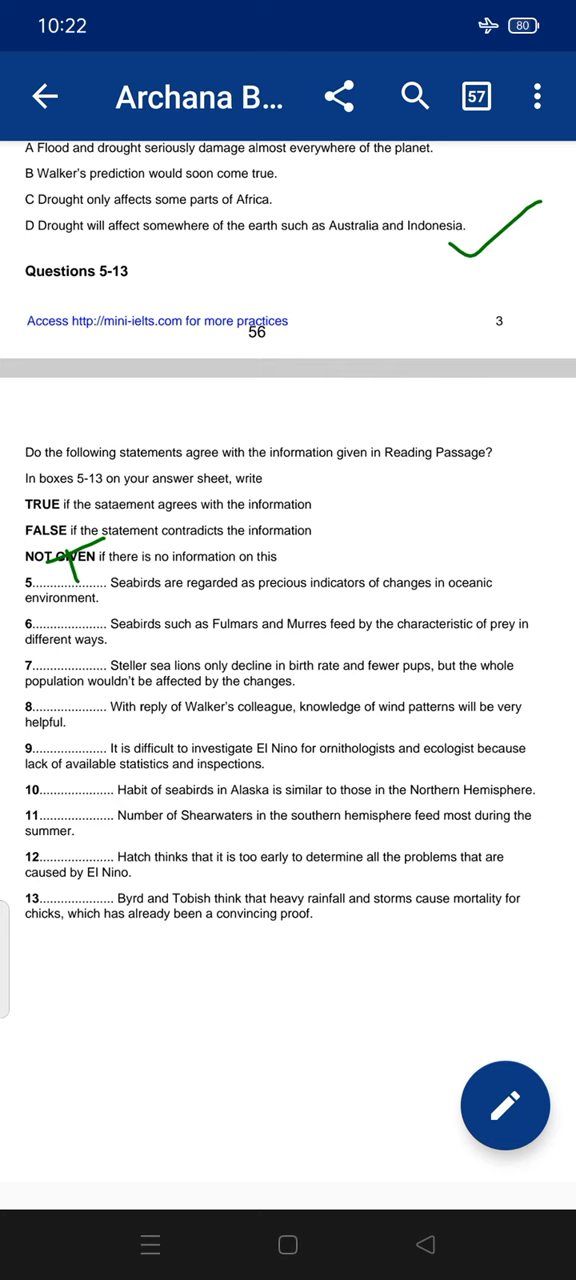 10:22
80
Archana B...
57
A Flood and drought seriously damage almost everywhere of the planet.
B Walker's prediction would soon come true.
C Drought only affects some parts of Africa.
D Drought will affect somewhere of the earth such as Australia and Indonesia.
Questions 5-13
Access http://mini-ielts.com for more practices
3
56
Do the following statements agree with the information given in Reading Passage?
In boxes 5-13 on your answer sheet, write
TRUE if the sataement agrees with the information
FALSE if the statement contradicts the information
NOT GIVEN if there is no information on this
T
5.................... Seabirds are regarded as precious indicators of changes in oceanic
environment.
6.................... Seabirds such as Fulmars and Murres feed by the characteristic of prey in
different ways.
7.................... Steller sea lions only decline in birth rate and fewer pups, but the whole
population wouldn't be affected by the changes.
8.................... With reply of Walker's colleague, knowledge of wind patterns will be very
helpful.
9.................... It is difficult to investigate El Nino for ornithologists and ecologist because
lack of available statistics and inspections.
10.................... Habit of seabirds in Alaska is similar to those in the Northern Hemisphere.
11.................... Number of Shearwaters in the southern hemisphere feed most during the
summer.
12.................... Hatch thinks that it is too early to determine all the problems that are
caused by El Nino.
13.................... Byrd and Tobish think that heavy rainfall and storms cause mortality for
chicks, which has already been a convincing proof.